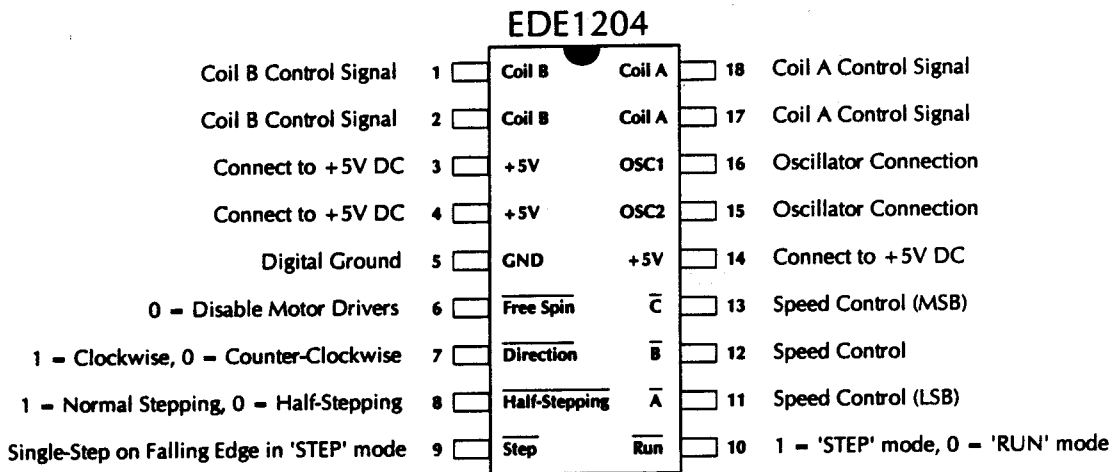 EDE1204
Coil B Control Signal 1 Coil B Coil A 18 Coil A Control Signal
Coil B Control Signal 2 Coil B Coil A 17 Coil A Control Signal
Connect to +5V DC 3 +5V OSC1 16 Oscillator Connection
Connect to +5V DC 4 +5V OSC2 15 Oscillator Connection
Digital Ground 5 GND +5V 14 Connect to +5V DC
0 = Disable Motor Drivers 6 Free Spin C̅ 13 Speed Control (MSB)
1 = Clockwise, 0 = Counter-Clockwise 7 Direction B̅ 12 Speed Control
1 = Normal Stepping, 0 = Half-Stepping 8 Half-Stepping A̅ 11 Speed Control (LSB)
Single-Step on Falling Edge in 'STEP' mode 9 Step Run 10 1 = 'STEP' mode, 0 = 'RUN' mode